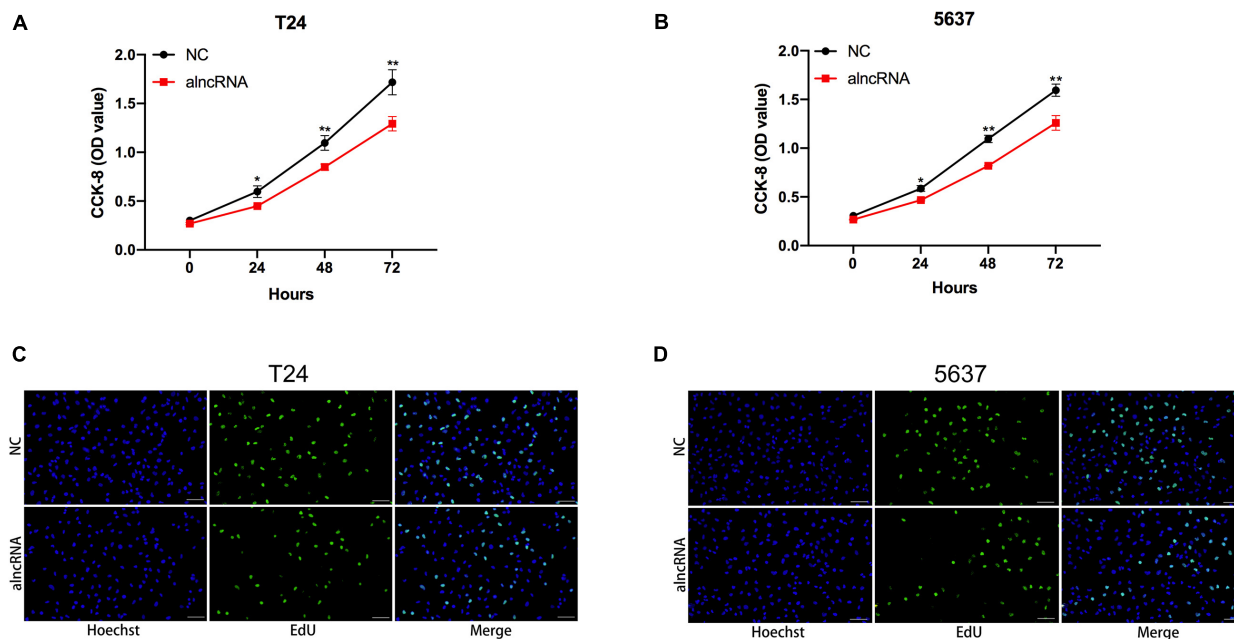 A
T24
NC
alncRNA
CCK-8 (OD value)
2.0
1.5
1.0
0.5
0.0
*
**
**
0
24
48
72
Hours
B
5637
NC
alncRNA
CCK-8 (OD value)
2.0
1.5
1.0
0.5
0.0
*
**
**
0
24
48
72
Hours
C
T24
NC
alncRNA
Hoechst
EdU
Merge
D
5637
NC
alncRNA
Hoechst
EdU
Merge